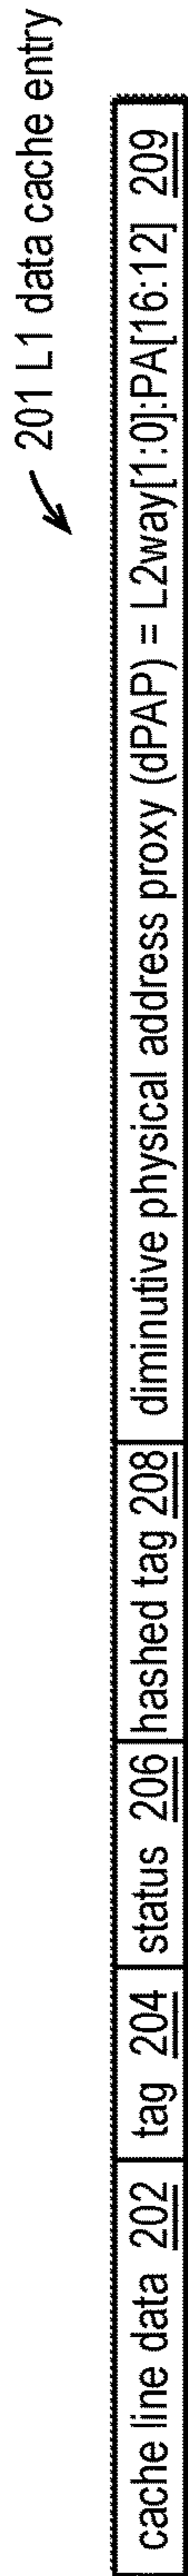 201 L1 data cache entry
cache line data 202 tag 204 status 206 hashed tag 208 diminutive physical address proxy (dPAP) = L2way[1:0]:PA[16:12] 209